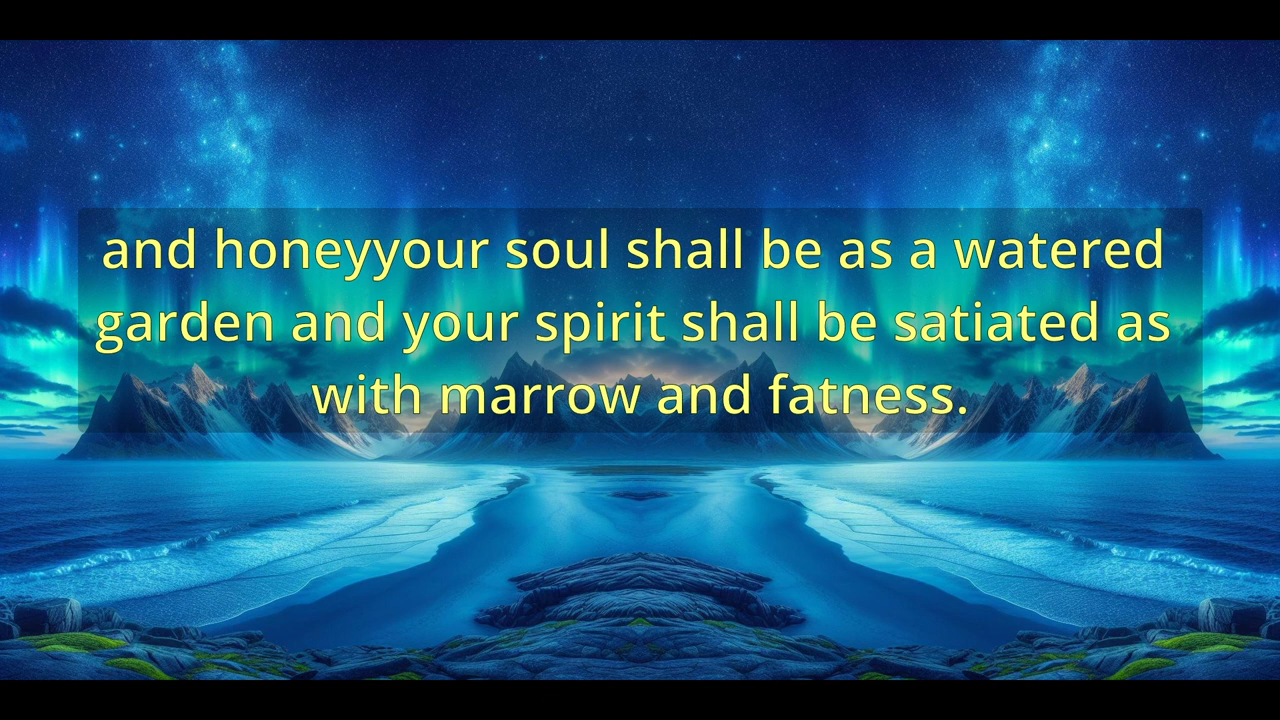 and honeyyour soul shall be as a watered
garden and your spirit shall be satiated as
with marrow and fatness.